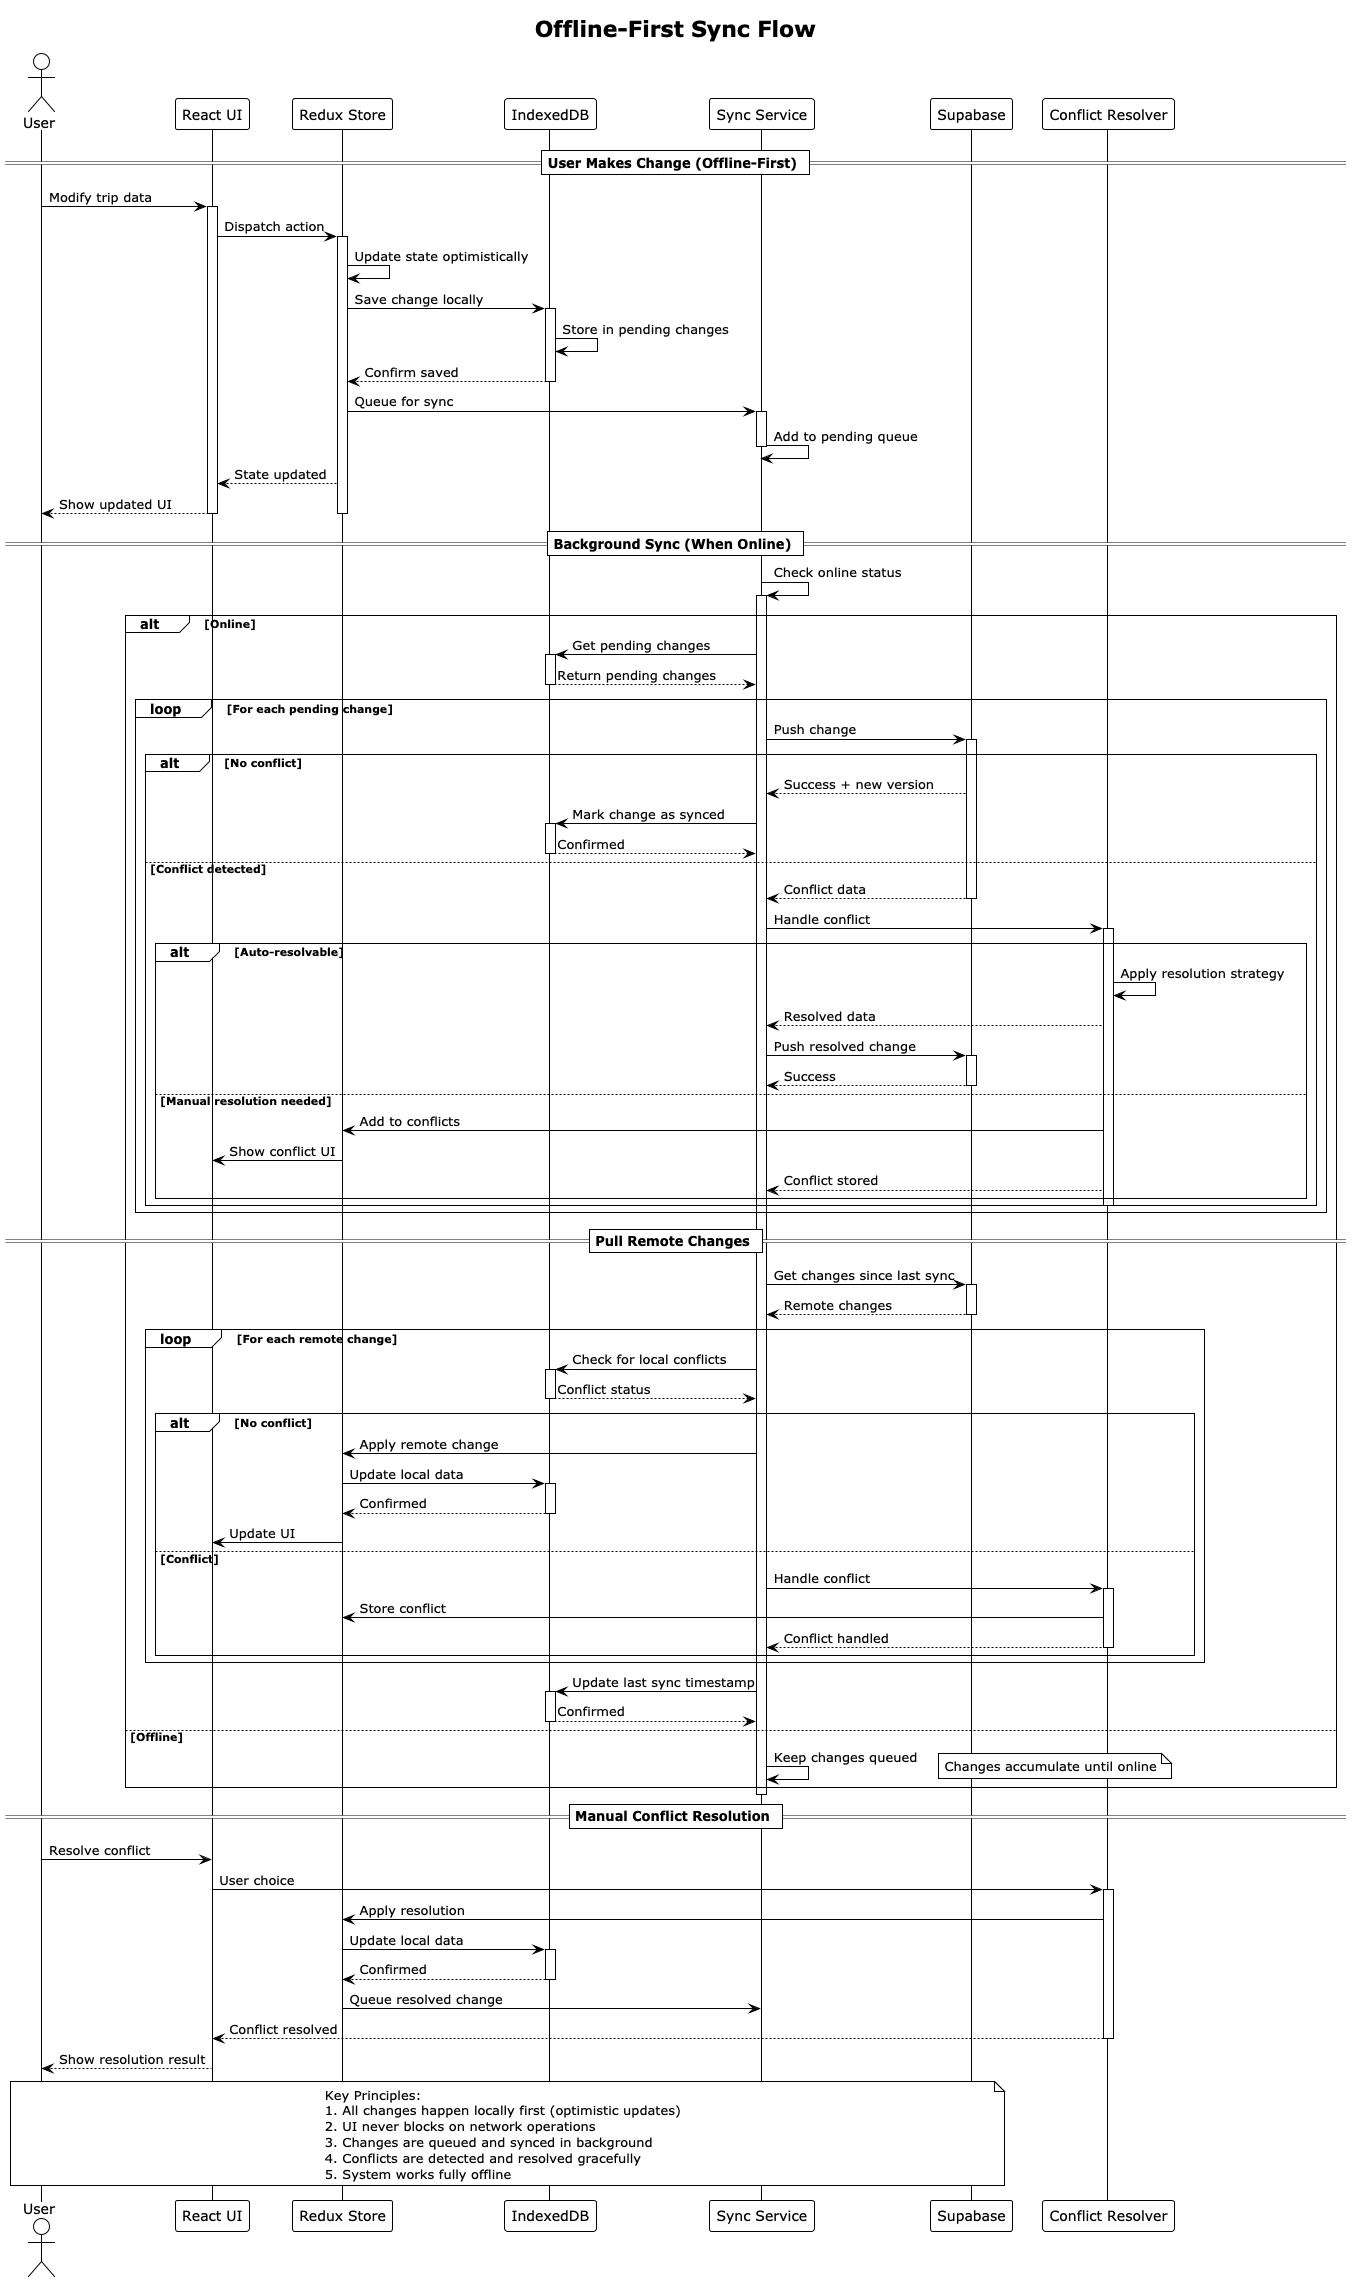 Offline-First Sync Flow
User
React UI
Redux Store
IndexedDB
Sync Service
Supabase
Conflict Resolver
User Makes Change (Offline-First)
Modify trip data
Dispatch action
Update state optimistically
Save change locally
Store in pending changes
Confirm saved
Queue for sync
Add to pending queue
State updated
Show updated UI
Background Sync (When Online)
Check online status
alt
[Online]
Get pending changes
Return pending changes
loop
[For each pending change]
Push change
alt
[No conflict]
Success + new version
Mark change as synced
Confirmed
[Conflict detected]
Conflict data
Handle conflict
alt
[Auto-resolvable]
Apply resolution strategy
Resolved data
Push resolved change
Success
[Manual resolution needed]
Add to conflicts
Show conflict UI
Conflict stored
Pull Remote Changes
Get changes since last sync
Remote changes
loop
[For each remote change]
Check for local conflicts
Conflict status
alt
[No conflict]
Apply remote change
Update local data
Confirmed
Update UI
[Conflict]
Handle conflict
Store conflict
Conflict handled
Update last sync timestamp
Confirmed
[Offline]
Keep changes queued
Changes accumulate until online
Manual Conflict Resolution
Resolve conflict
User choice
Apply resolution
Update local data
Confirmed
Queue resolved change
Conflict resolved
Show resolution result
Key Principles:
1. All changes happen locally first (optimistic updates)
2. UI never blocks on network operations
3. Changes are queued and synced in background
4. Conflicts are detected and resolved gracefully
5. System works fully offline
User
React UI
Redux Store
IndexedDB
Sync Service
Supabase
Conflict Resolver